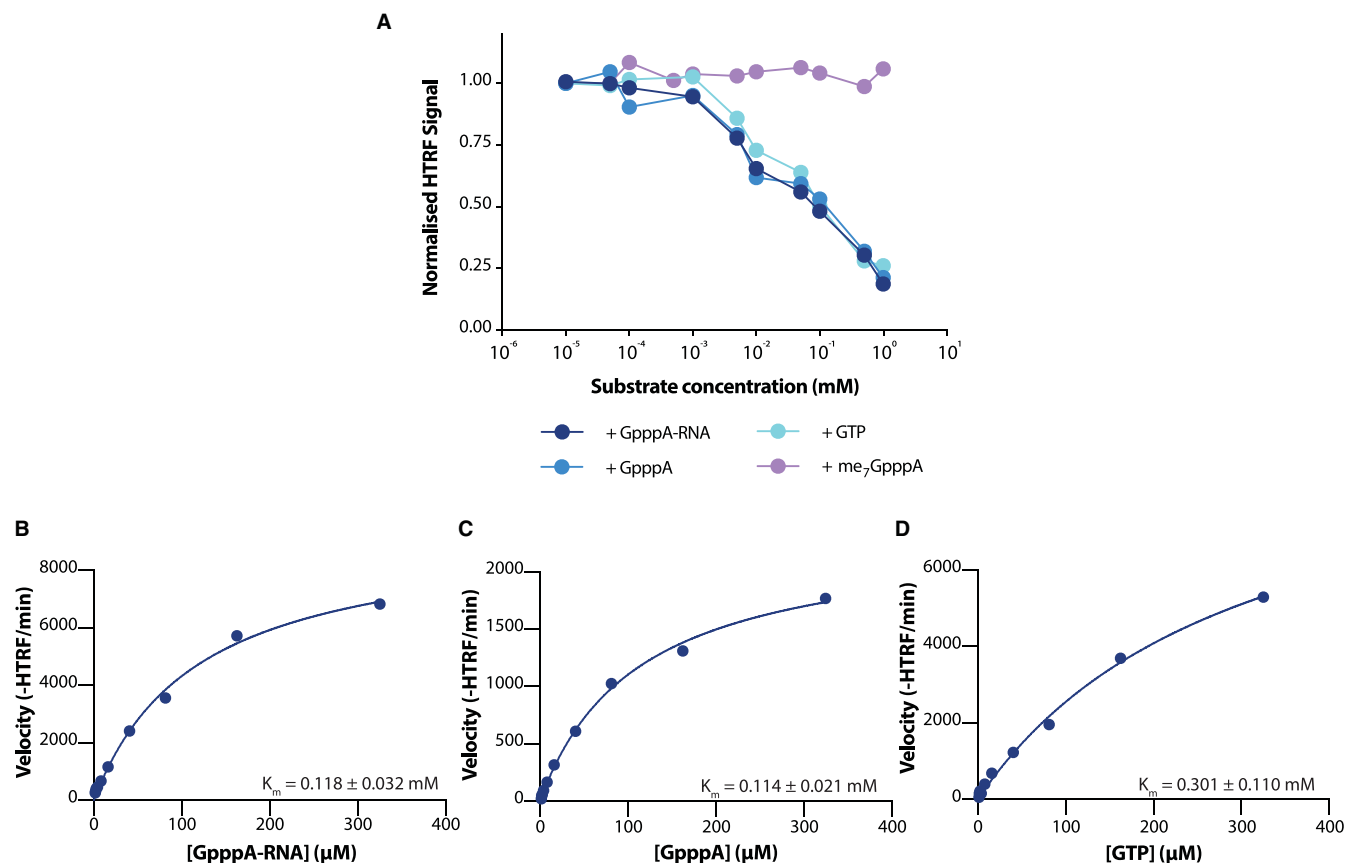 A
Normalised HTRF Signal
1.00
0.75
0.50
0.25
0.00
10⁻⁶ 10⁻⁵ 10⁻⁴ 10⁻³ 10⁻² 10⁻¹ 10⁰ 10¹
Substrate concentration (mM)
+ GpppA-RNA
+ GTP
+ GpppA
+ me₇GpppA
B
Velocity (-HTRF/min)
8000
6000
4000
2000
0
Kₘ = 0.118 ± 0.032 mM
0 100 200 300 400
[GpppA-RNA] (µM)
C
Velocity (-HTRF/min)
2000
1500
1000
500
0
Kₘ = 0.114 ± 0.021 mM
0 100 200 300 400
[GpppA] (µM)
D
Velocity (-HTRF/min)
6000
4000
2000
0
Kₘ = 0.301 ± 0.110 mM
0 100 200 300 400
[GTP] (µM)